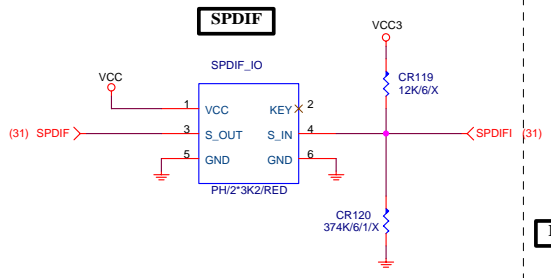 SPDIF
VCC3
SPDIF_IO
VCC
CR119
12K/6/X
1 VCC KEY 2
(31) SPDIF 3 S_OUT S_IN 4 SPDIFI (31)
5 GND GND 6
PH/2*3K2/RED
CR120
374K/6/1/X